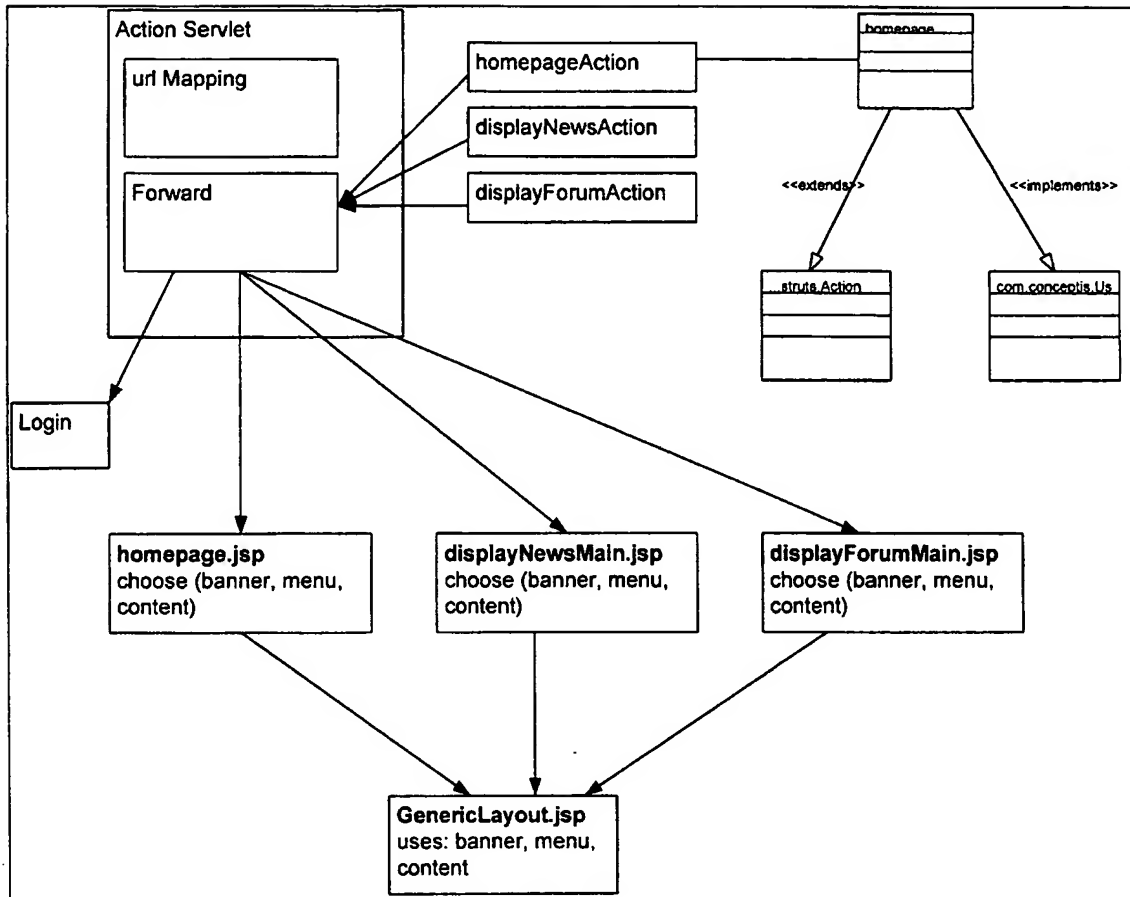 Action Servlet
url Mapping
Forward
homepageAction
displayNewsAction
displayForumAction
homepage
<<extends>>
<<implements>>
...struts.Action
com.conceptis.Us
Login
homepage.jsp
choose (banner, menu,
content)
displayNewsMain.jsp
choose (banner, menu,
content)
displayForumMain.jsp
choose (banner, menu,
content)
GenericLayout.jsp
uses: banner, menu,
content